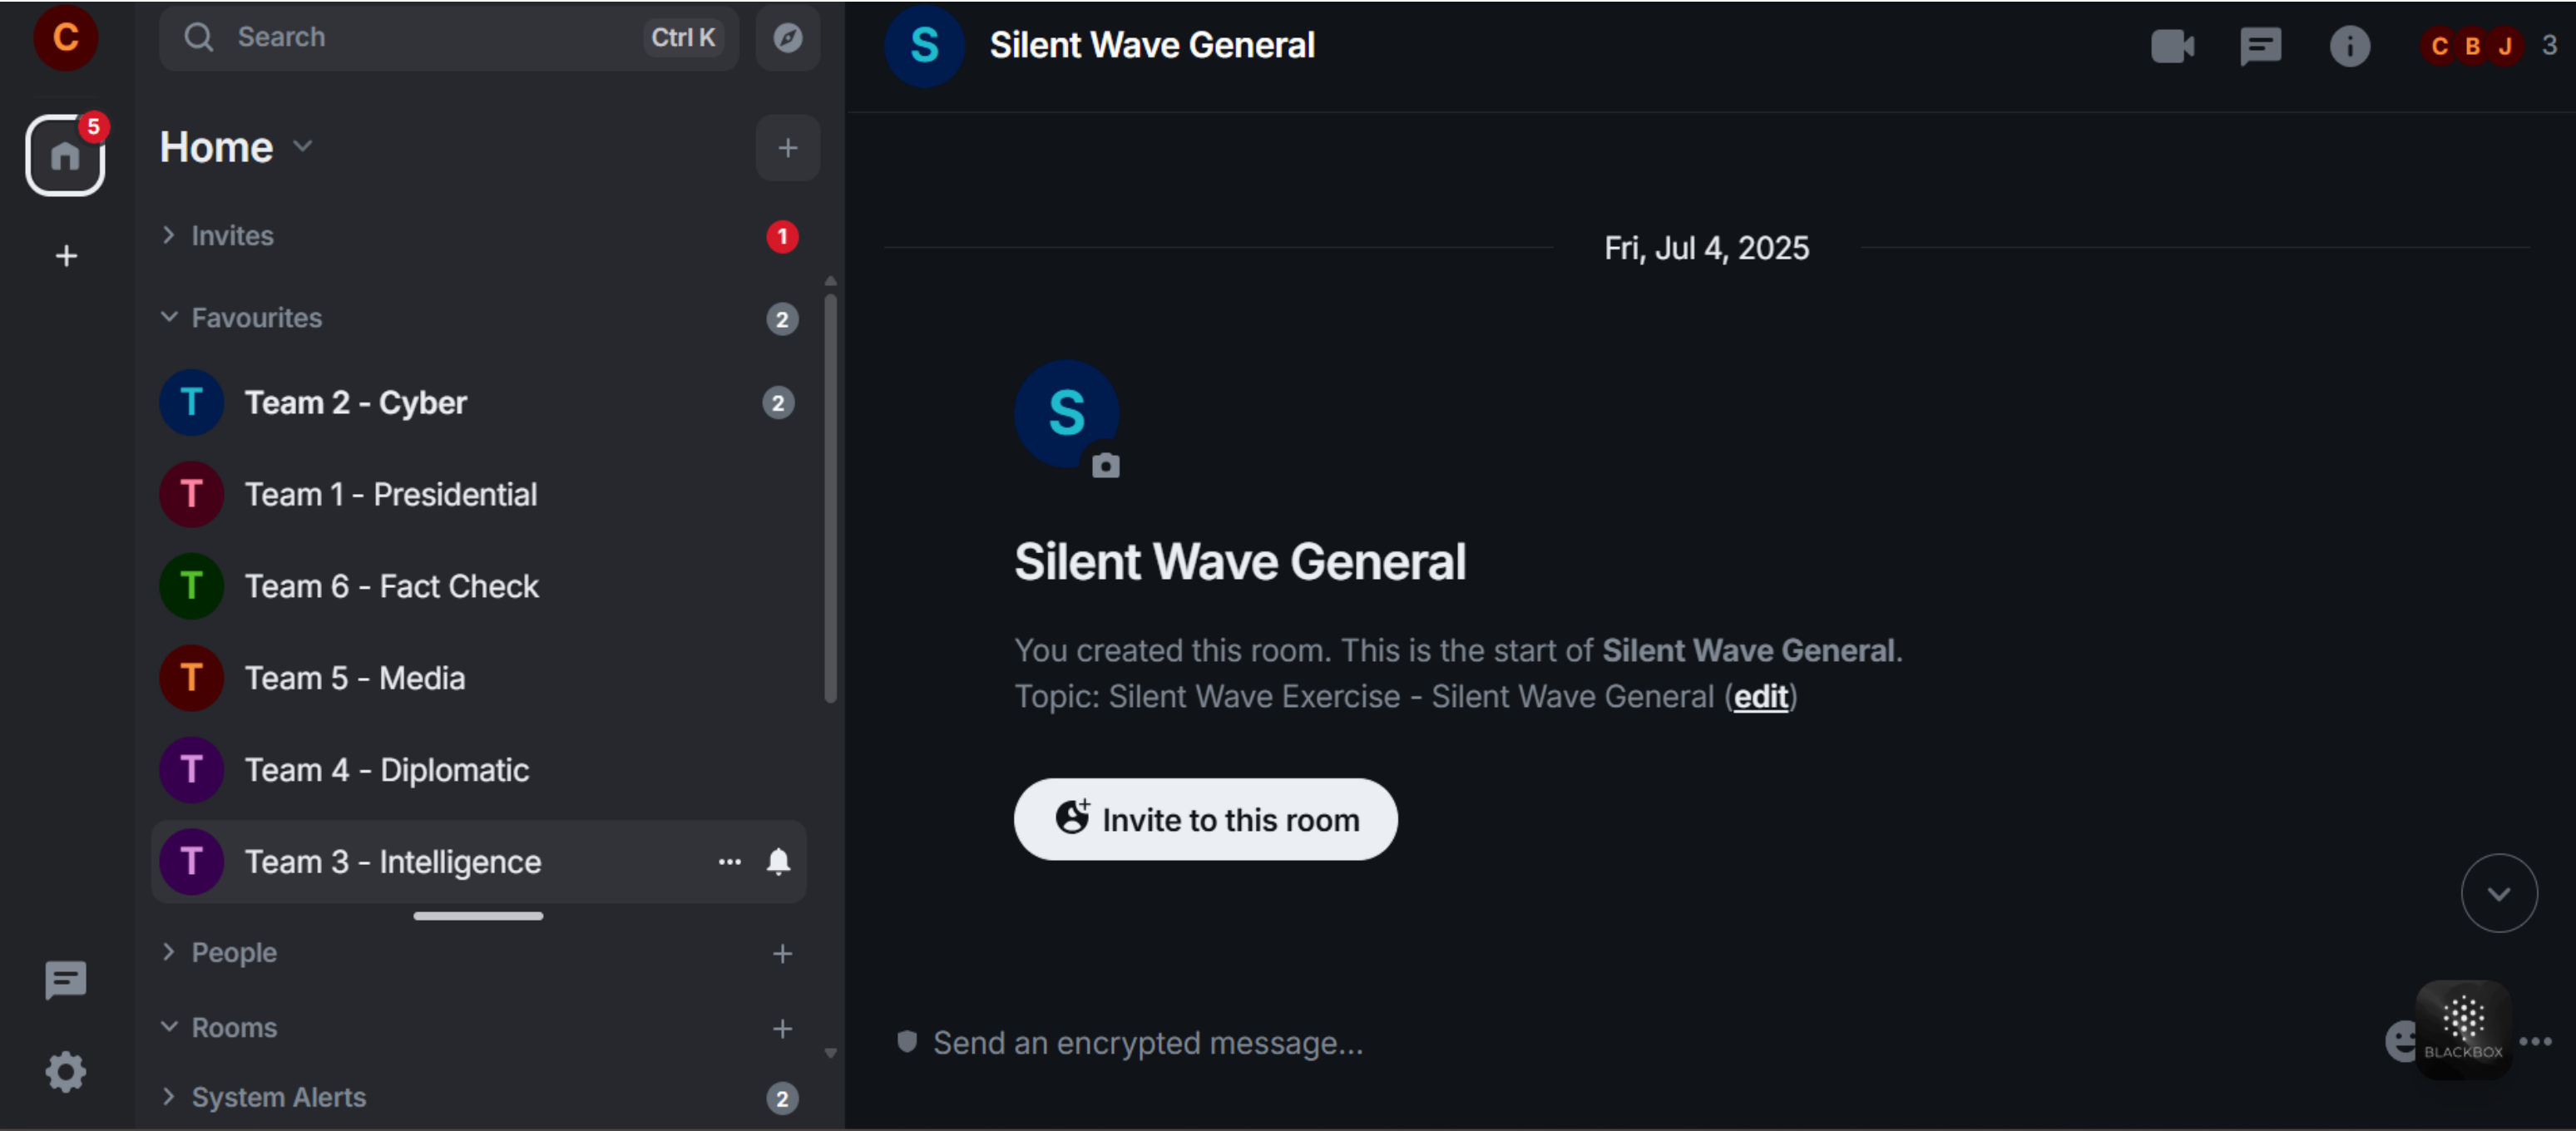 C
Search
Ctrl K
5
Home
Invites
1
Favourites
2
T
Team 2 - Cyber
2
T
Team 1 - Presidential
T
Team 6 - Fact Check
T
Team 5 - Media
T
Team 4 - Diplomatic
T
Team 3 - Intelligence
People
Rooms
System Alerts
2
S
Silent Wave General
C B J 3
Fri, Jul 4, 2025
S
Silent Wave General
You created this room. This is the start of Silent Wave General.
Topic: Silent Wave Exercise - Silent Wave General (edit)
Invite to this room
Send an encrypted message...
BLACKBOX